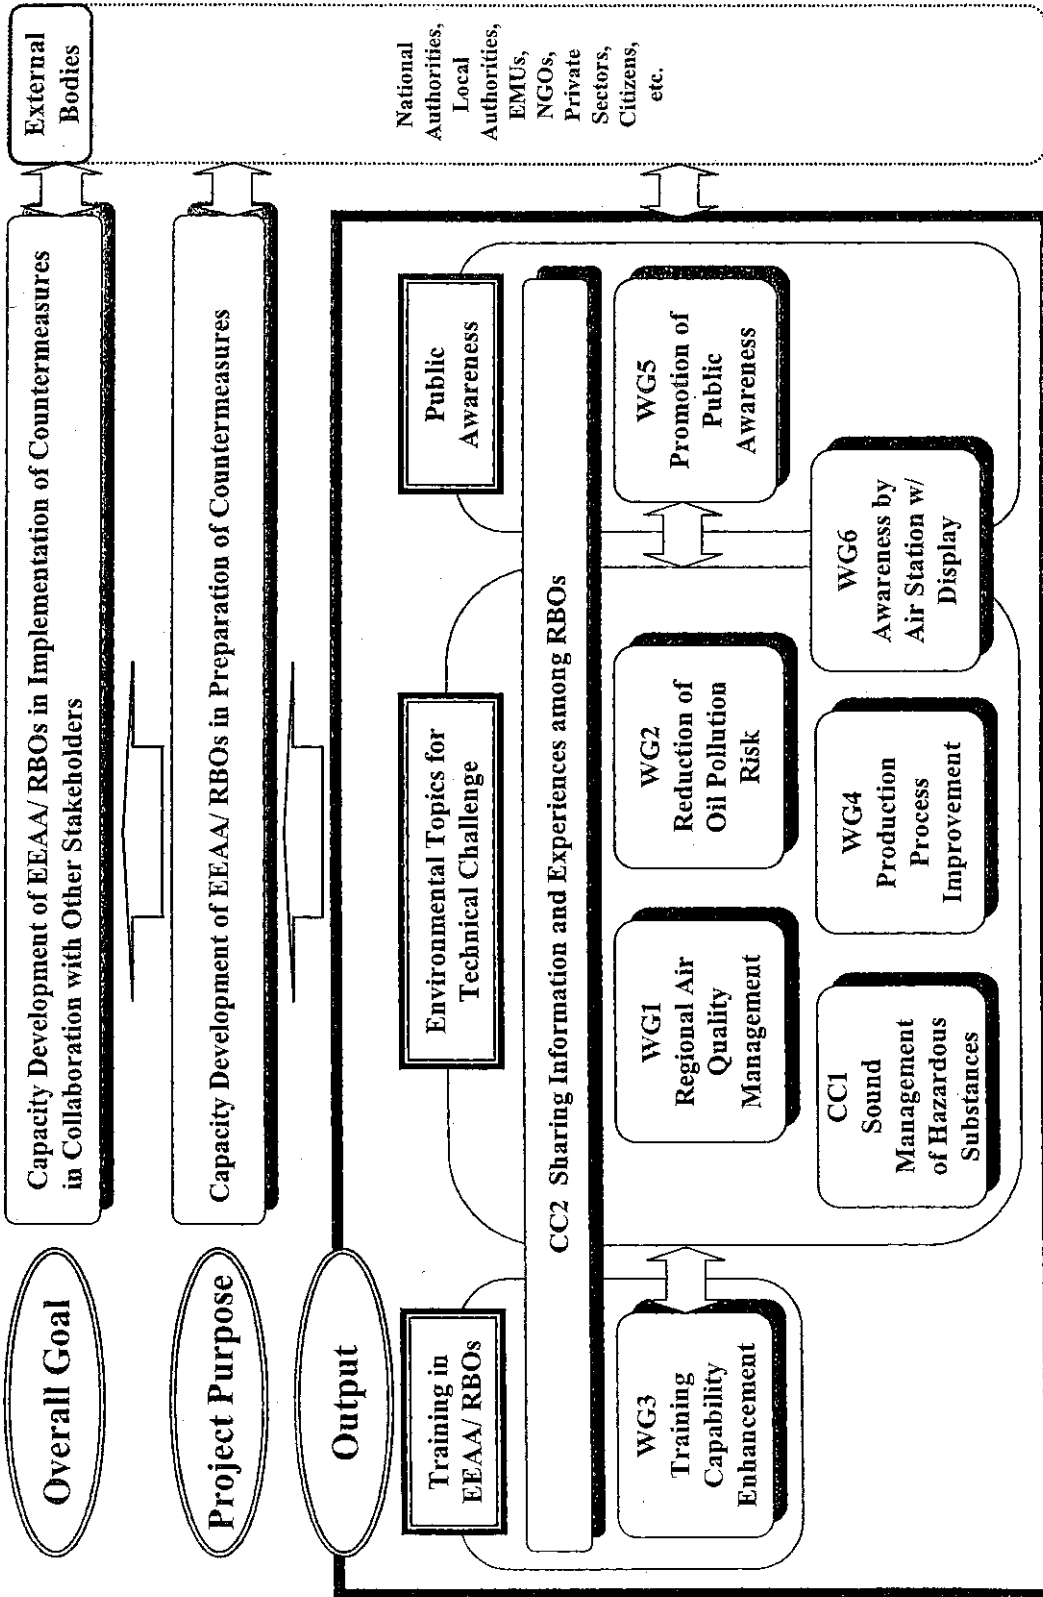 Overall Goal
Capacity Development of EEAA/ RBOs in Implementation of Countermeasures
in Collaboration with Other Stakeholders
External
Bodies
Project Purpose
Capacity Development of EEAA/ RBOs in Preparation of Countermeasures
Output
Training in
EEAA/ RBOs
Environmental Topics for
Technical Challenge
Public
Awareness
CC2  Sharing Information and Experiences among RBOs
WG3
Training
Capability
Enhancement
WG1
Regional Air
Quality
Management
WG2
Reduction of
Oil Pollution
Risk
WG5
Promotion of
Public
Awareness
CC1
Sound
Management
of Hazardous
Substances
WG4
Production
Process
Improvement
WG6
Awareness by
Air Station w/
Display
National
Authorities,
Local
Authorities,
EMUs,
NGOs,
Private
Sectors,
Citizens,
etc.